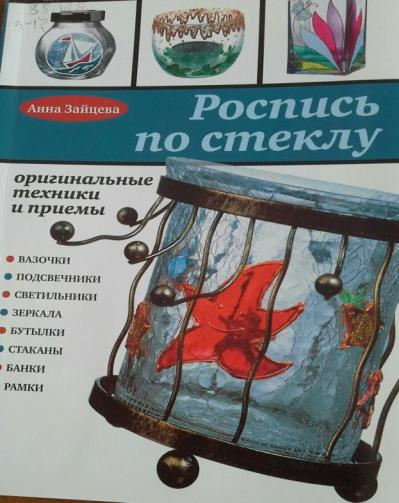 Анна Зайцева
Роспись
по стеклу
оригинальные
техники
и приемы
ВАЗОЧКИ
ПОДСВЕЧНИКИ
СВЕТИЛЬНИКИ
ЗЕРКАЛА
БУТЫЛКИ
СТАКАНЫ
БАНКИ
РАМКИ